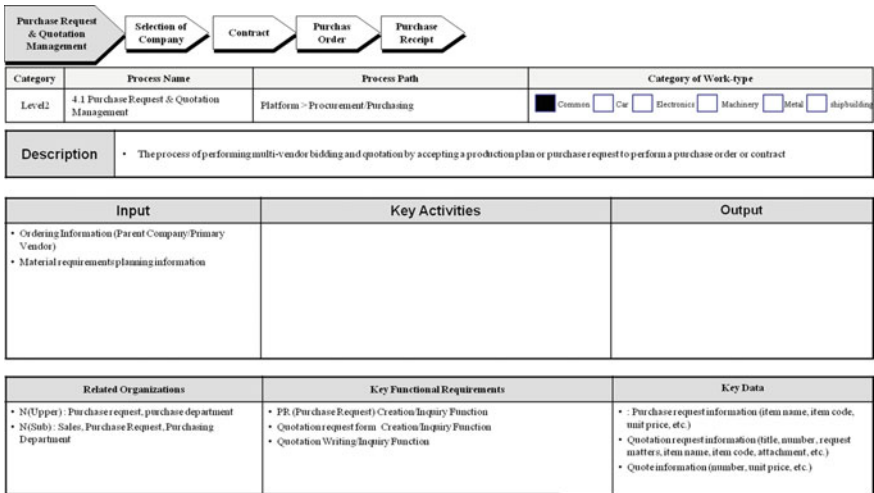 Purchase Request
& Quotation
Management
Selection of
Company
Contract
Purchas
Order
Purchase
Receipt
Category
Process Name
Process Path
Category of Work-type
Level2
4.1 Purchase Request & Quotation
Management
Platform > Procurement/Purchasing
Common
Car
Electronics
Machinery
Metal
shipbuilding
Description
• The process of performing multi-vendor bidding and quotation by accepting a production plan or purchase request to perform a purchase order or contract
Input
Key Activities
Output
• Ordering Information (Parent Company/Primary
Vendor)
• Material requirements planning information
Related Organizations
Key Functional Requirements
Key Data
• N(Upper) : Purchase request, purchase department
• N(Sub) : Sales, Purchase Request, Purchasing
Department
• PR (Purchase Request) Creation/Inquiry Function
• Quotation request form Creation/Inquiry Function
• Quotation Writing/Inquiry Function
• : Purchase request information (item name, item code,
unit price, etc.)
• Quotation request information (title, number, request
matters, item name, item code, attachment, etc.)
• Quote information (number, unit price, etc.)